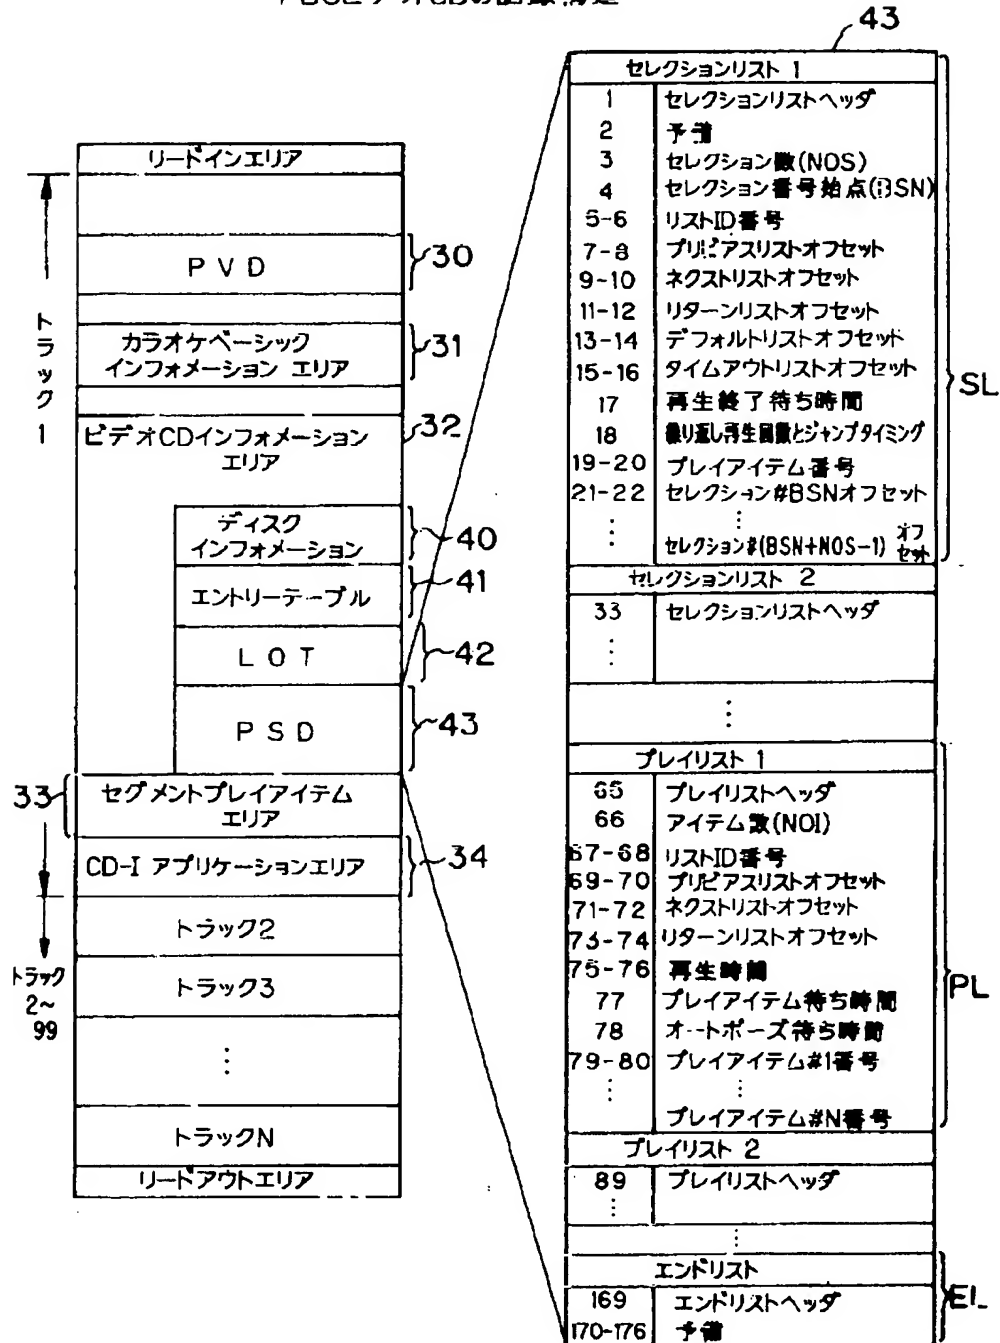 リードインエリア
PVD
30
カラオケベーシック
インフォメーション エリア
31
トラック1
ビデオCDインフォメーション
エリア
32
ディスク
インフォメーション
40
エントリーテーブル
41
LOT
42
PSD
43
33
セグメントプレイアイテム
エリア
CD-I アプリケーションエリア
34
トラック2
トラック
2~
99
トラック3
⋮
トラックN
リードアウトエリア
43
セレクションリスト 1
1 セレクションリストヘッダ
2 予備
3 セレクション数(NOS)
4 セレクション番号始点(BSN)
5-6 リストID番号
7-8 プリビアスリストオフセット
9-10 ネクストリストオフセット
11-12 リターンリストオフセット
13-14 デフォルトリストオフセット
15-16 タイムアウトリストオフセット
17 再生終了待ち時間
18 繰り返し再生回数とジャンプタイミング
19-20 プレイアイテム番号
21-22 セレクション#BSNオフセット
⋮ ⋮
セレクション#(BSN+NOS-1) オフセット
SL
セレクションリスト 2
33 セレクションリストヘッダ
⋮
⋮
プレイリスト 1
65 プレイリストヘッダ
66 アイテム数(NOI)
67-68 リストID番号
69-70 プリビアスリストオフセット
71-72 ネクストリストオフセット
73-74 リターンリストオフセット
75-76 再生時間
77 プレイアイテム待ち時間
78 オートポーズ待ち時間
79-80 プレイアイテム#1番号
⋮ ⋮
プレイアイテム#N番号
PL
プレイリスト 2
89 プレイリストヘッダ
⋮
⋮
エンドリスト
169 エンドリストヘッダ
170-176 予備
EL